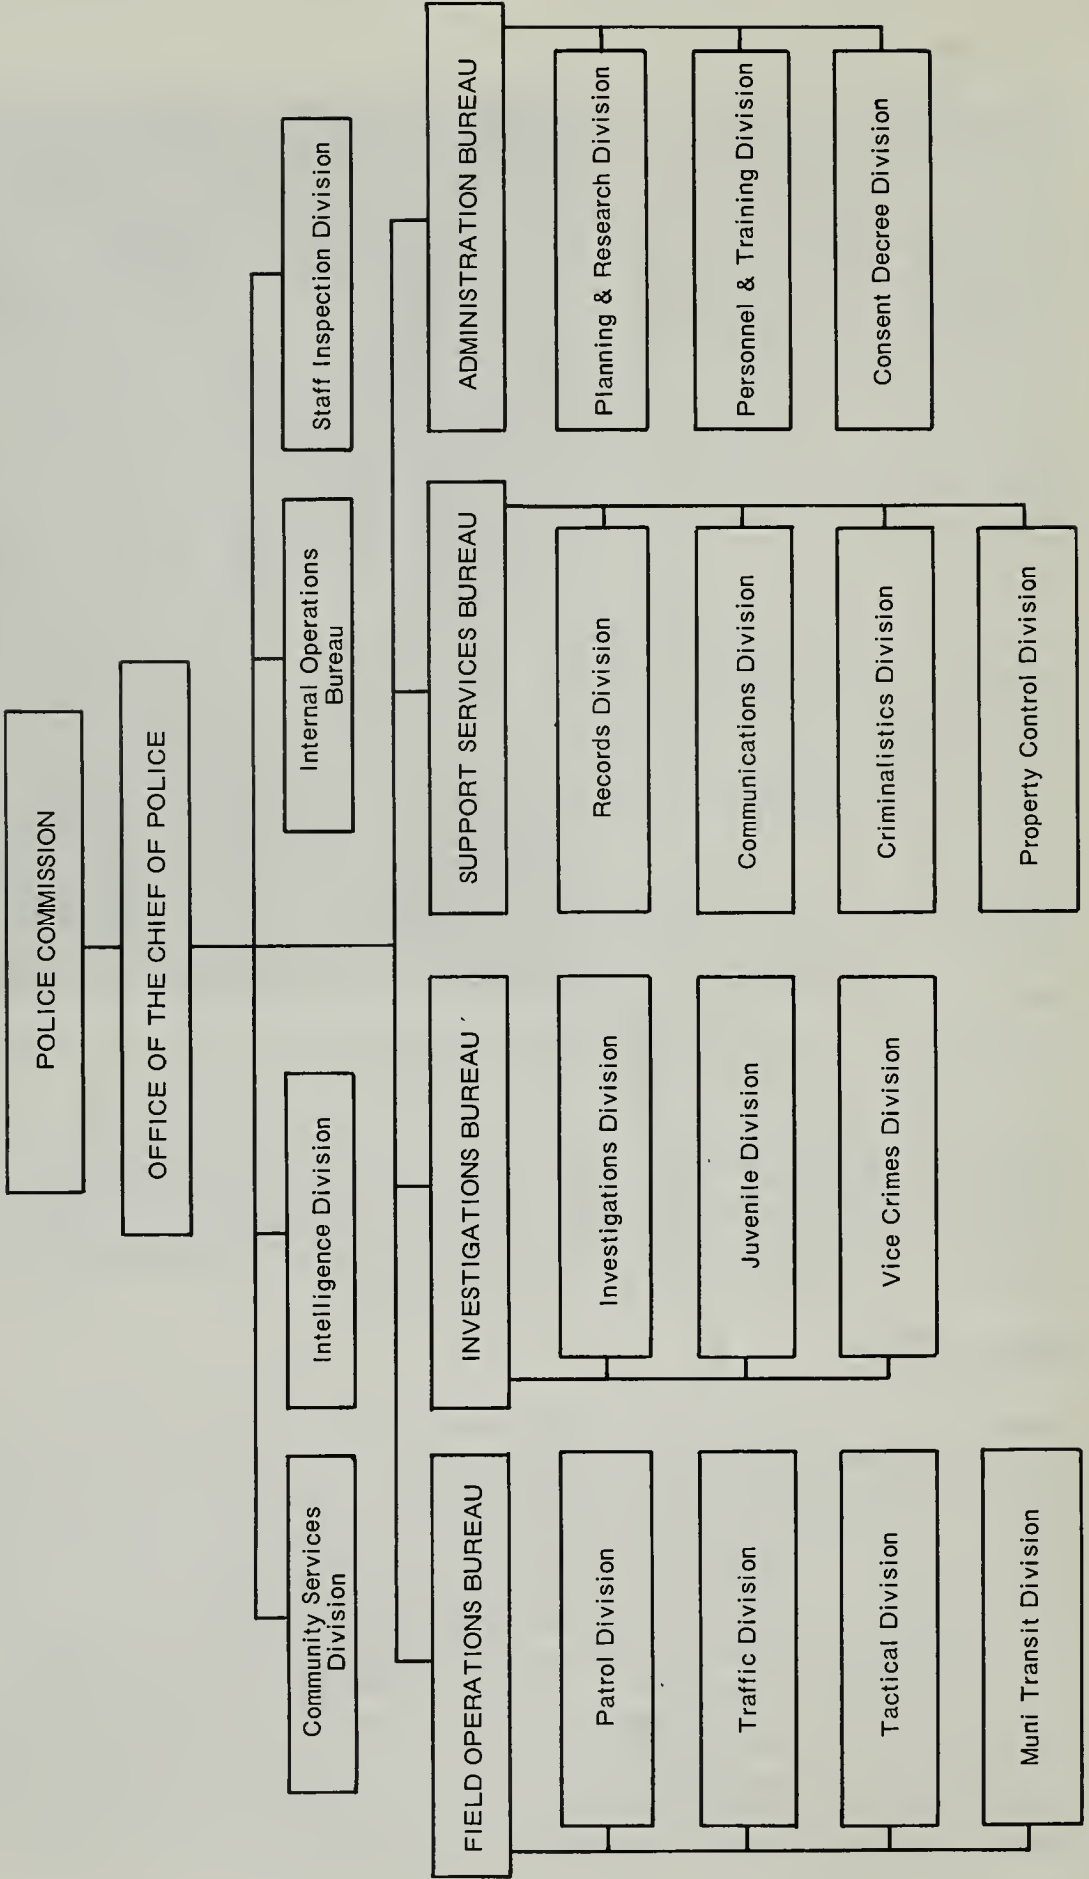 POLICE COMMISSION
OFFICE OF THE CHIEF OF POLICE
Community Services
Division
Intelligence Division
Internal Operations
Bureau
Staff Inspection Division
FIELD OPERATIONS BUREAU
Patrol Division
Traffic Division
Tactical Division
Muni Transit Division
INVESTIGATIONS BUREAU
Investigations Division
Juvenile Division
Vice Crimes Division
SUPPORT SERVICES BUREAU
Records Division
Communications Division
Criminalistics Division
Property Control Division
ADMINISTRATION BUREAU
Planning & Research Division
Personnel & Training Division
Consent Decree Division